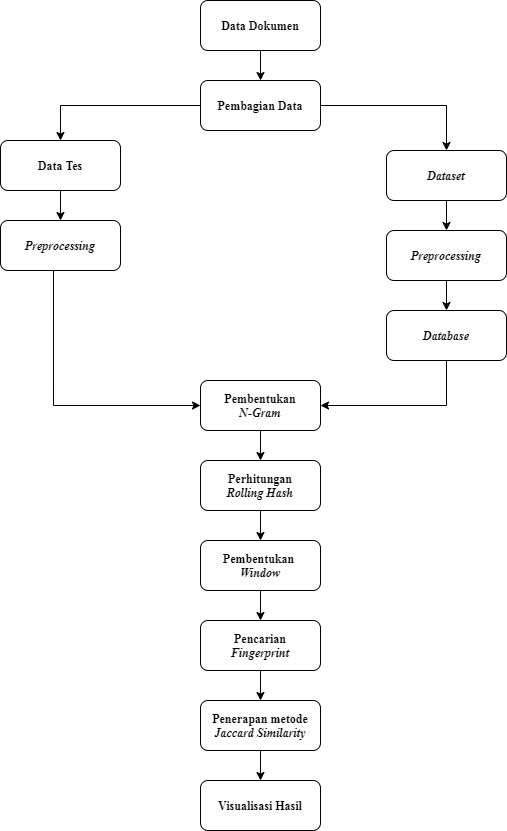 Data Dokumen
Pembagian Data
Data Tes
Dataset
Preprocessing
Preprocessing
Database
Pembentukan
N-Gram
Perhitungan
Rolling Hash
Pembentukan
Window
Pencarian
Fingerprint
Penerapan metode
Jaccard Similarity
Visualisasi Hasil